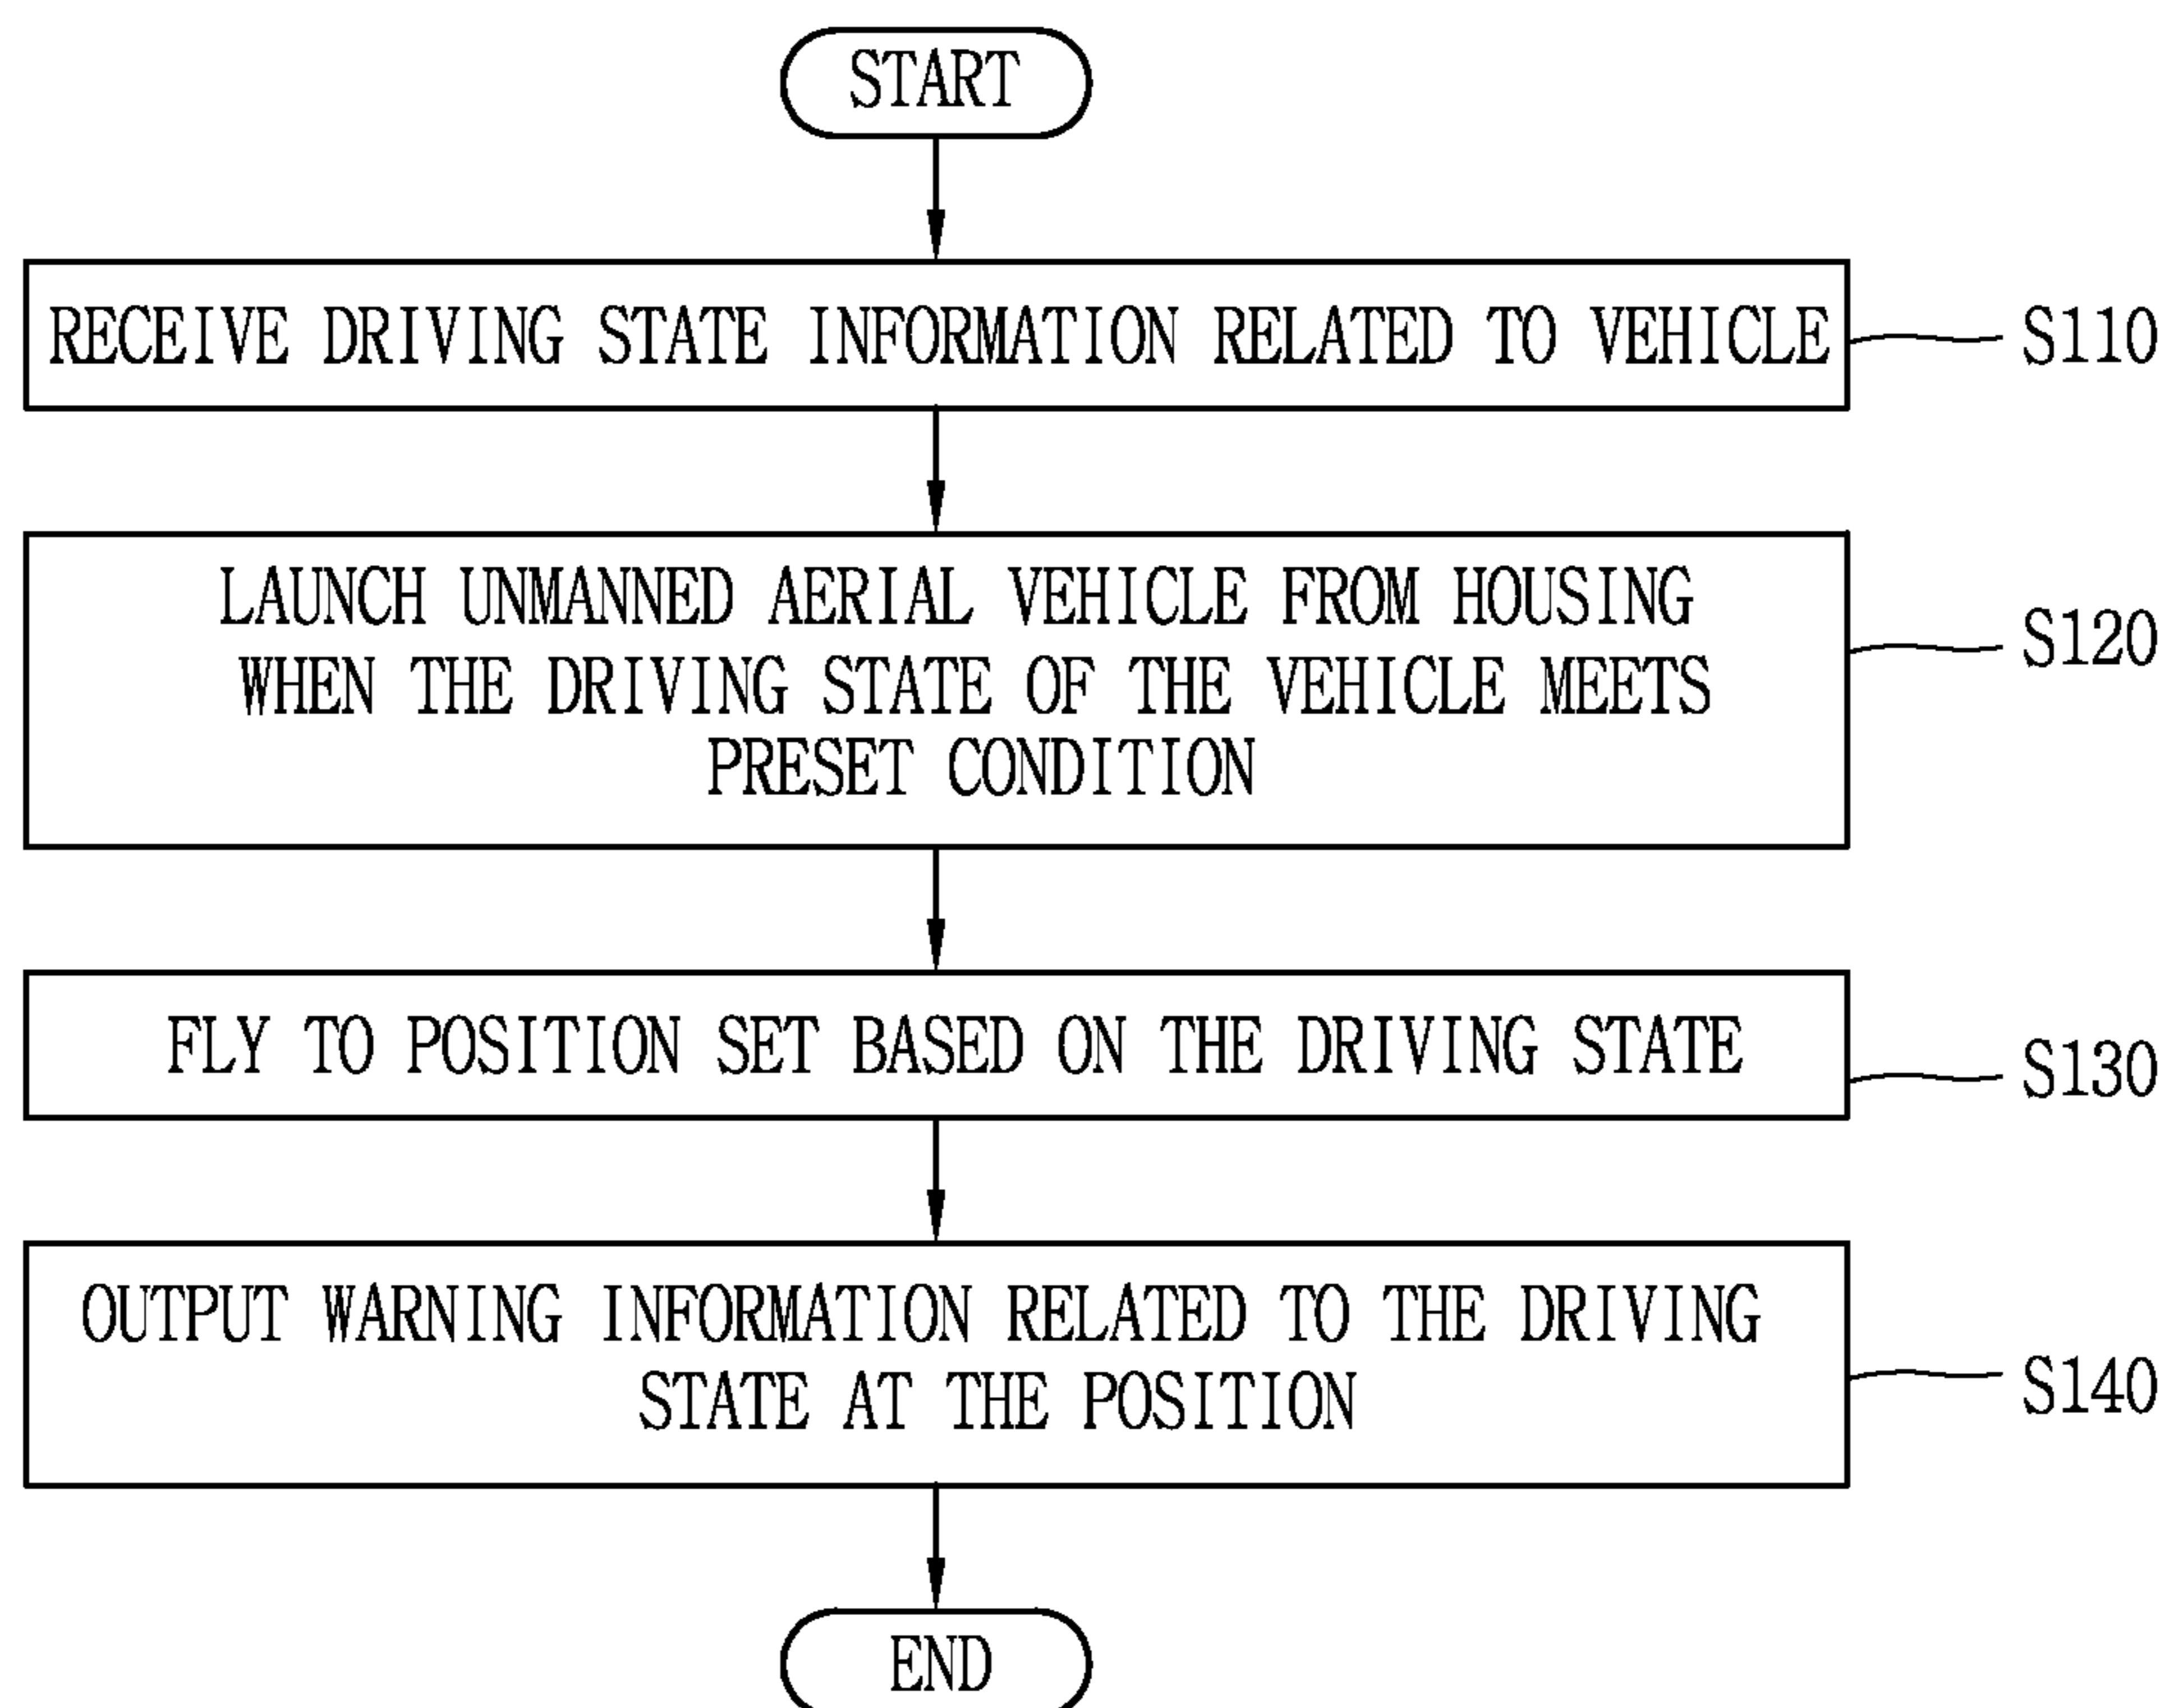 START
RECEIVE DRIVING STATE INFORMATION RELATED TO VEHICLE
S110
LAUNCH UNMANNED AERIAL VEHICLE FROM HOUSING
WHEN THE DRIVING STATE OF THE VEHICLE MEETS
PRESET CONDITION
S120
FLY TO POSITION SET BASED ON THE DRIVING STATE
S130
OUTPUT WARNING INFORMATION RELATED TO THE DRIVING
STATE AT THE POSITION
S140
END